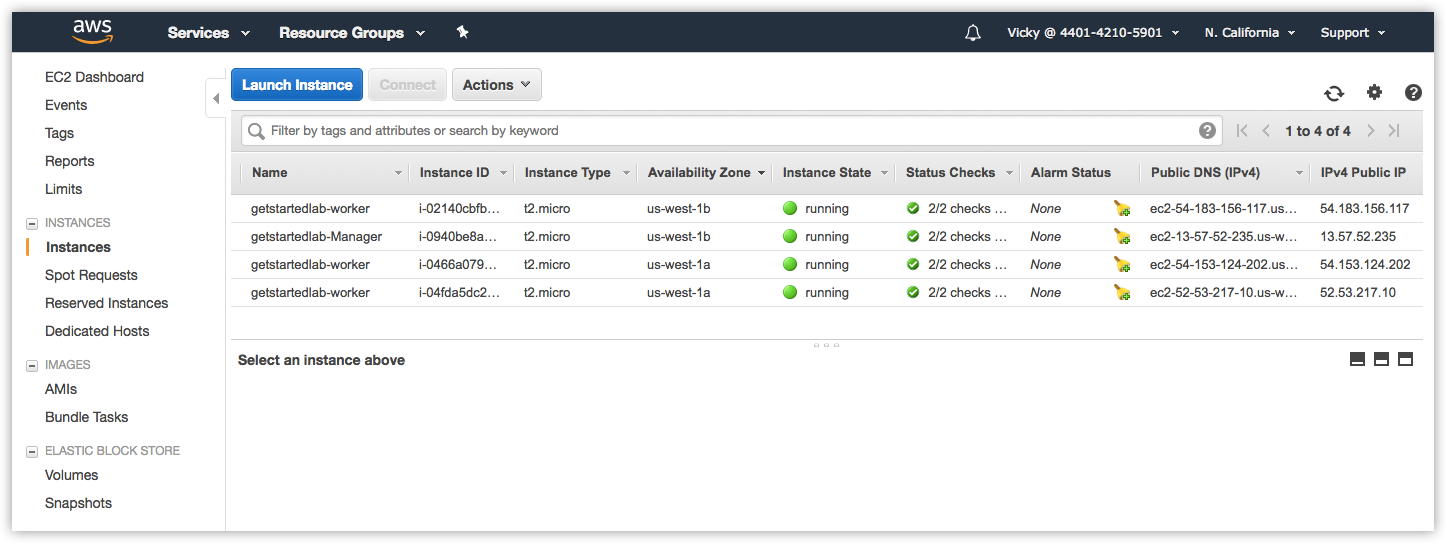 aws Services Resource Groups Vicky @ 4401-4210-5901 N. California Support
EC2 Dashboard
Events
Tags
Reports
Limits
INSTANCES
Instances
Spot Requests
Reserved Instances
Dedicated Hosts
IMAGES
AMIs
Bundle Tasks
ELASTIC BLOCK STORE
Volumes
Snapshots
Launch Instance Connect Actions
Filter by tags and attributes or search by keyword 1 to 4 of 4
Name Instance ID Instance Type Availability Zone Instance State Status Checks Alarm Status Public DNS (IPv4) IPv4 Public IP
getstartedlab-worker i-02140cbfb... t2.micro us-west-1b running 2/2 checks ... None ec2-54-183-156-117.us... 54.183.156.117
getstartedlab-Manager i-0940be8a... t2.micro us-west-1b running 2/2 checks ... None ec2-13-57-52-235.us-w... 13.57.52.235
getstartedlab-worker i-0466a079... t2.micro us-west-1a running 2/2 checks ... None ec2-54-153-124-202.us... 54.153.124.202
getstartedlab-worker i-04fda5dc2... t2.micro us-west-1a running 2/2 checks ... None ec2-52-53-217-10.us-w... 52.53.217.10
Select an instance above